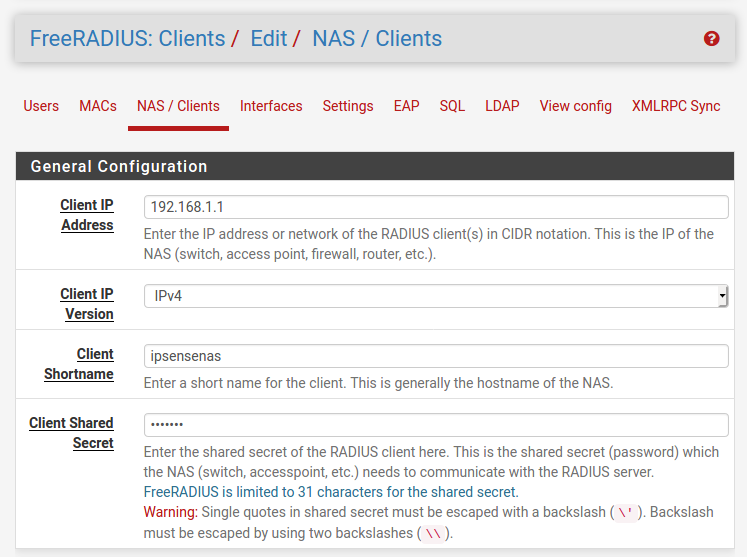 FreeRADIUS: Clients / Edit / NAS / Clients
Users MACs NAS / Clients Interfaces Settings EAP SQL LDAP View config XMLRPC Sync
General Configuration
Client IP Address
192.168.1.1
Enter the IP address or network of the RADIUS client(s) in CIDR notation. This is the IP of the
NAS (switch, access point, firewall, router, etc.).
Client IP Version
IPv4
Client Shortname
ipsensenas
Enter a short name for the client. This is generally the hostname of the NAS.
Client Shared Secret
•••••••
Enter the shared secret of the RADIUS client here. This is the shared secret (password) which
the NAS (switch, accesspoint, etc.) needs to communicate with the RADIUS server.
FreeRADIUS is limited to 31 characters for the shared secret.
Warning: Single quotes in shared secret must be escaped with a backslash ( \' ). Backslash
must be escaped by using two backslashes ( \\ ).